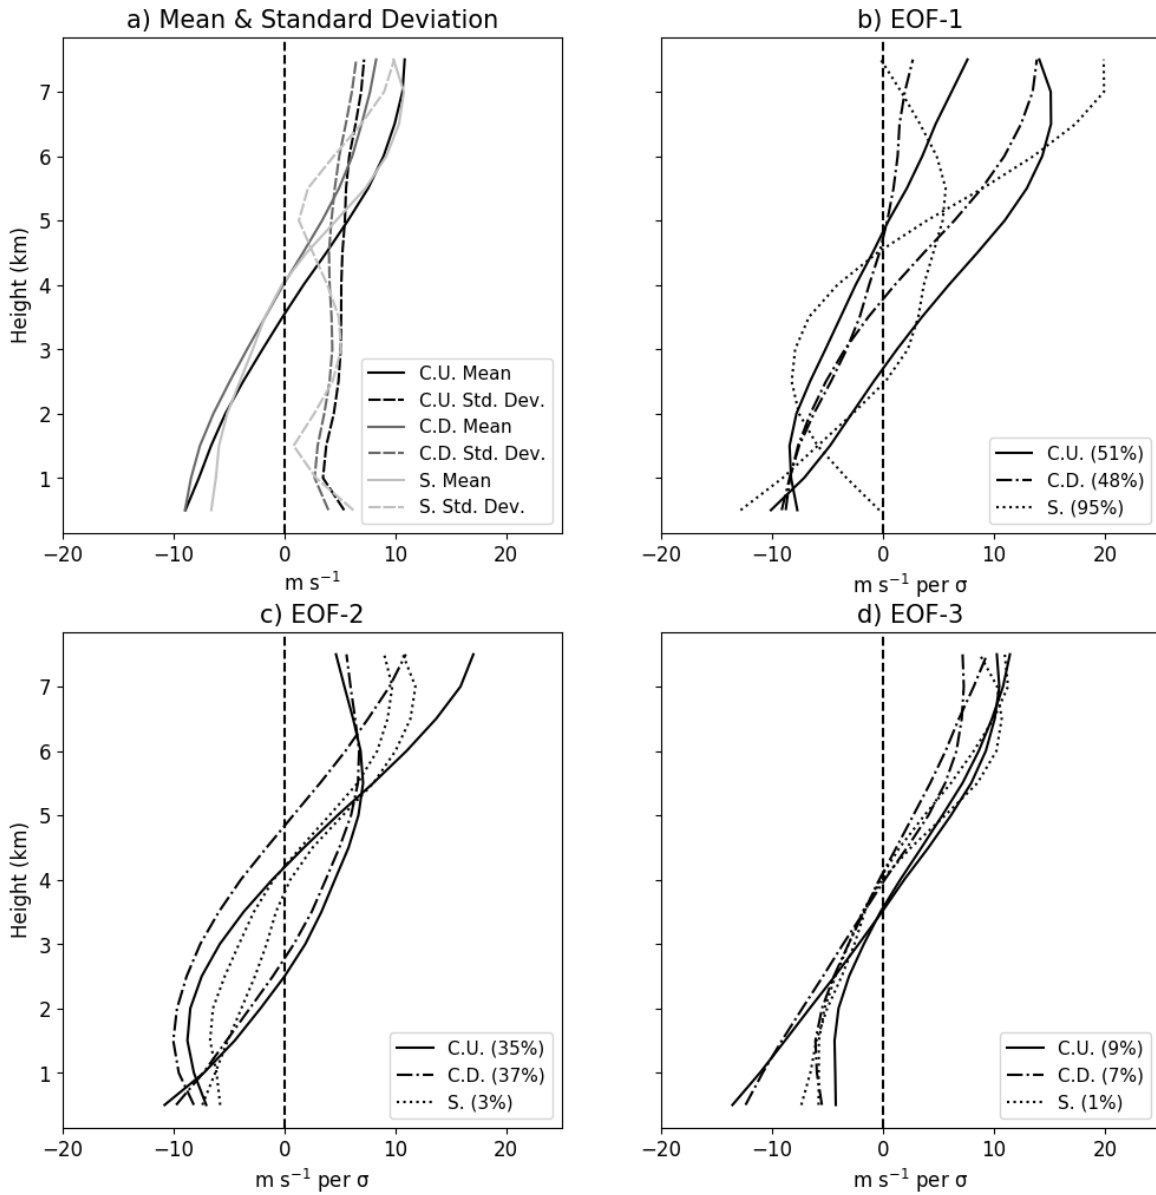 a) Mean & Standard Deviation
7
6
5
4
3
2
1
Height (km)
−20
−10
0
10
20
m s⁻¹
C.U. Mean
C.U. Std. Dev.
C.D. Mean
C.D. Std. Dev.
S. Mean
S. Std. Dev.
b) EOF-1
−20
−10
0
10
20
m s⁻¹ per σ
C.U. (51%)
C.D. (48%)
S. (95%)
c) EOF-2
7
6
5
4
3
2
1
Height (km)
−20
−10
0
10
20
m s⁻¹ per σ
C.U. (35%)
C.D. (37%)
S. (3%)
d) EOF-3
−20
−10
0
10
20
m s⁻¹ per σ
C.U. (9%)
C.D. (7%)
S. (1%)